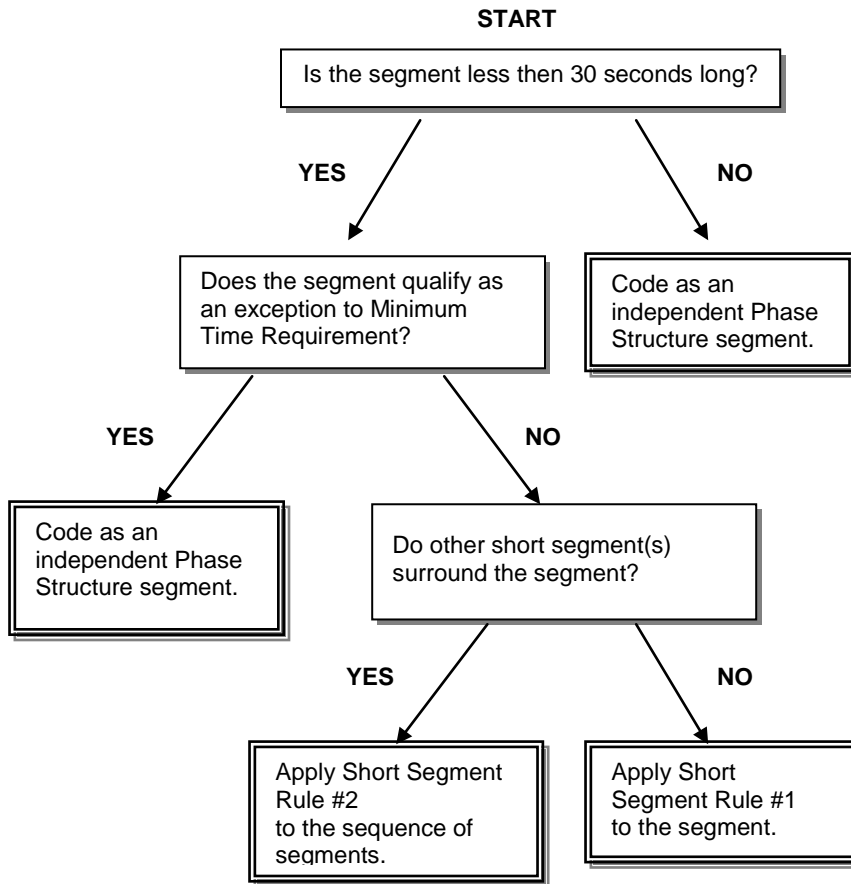 START
Is the segment less then 30 seconds long?
YES
NO
Does the segment qualify as
an exception to Minimum
Time Requirement?
Code as an
independent Phase
Structure segment.
YES
NO
Code as an
independent Phase
Structure segment.
Do other short segment(s)
surround the segment?
YES
NO
Apply Short Segment
Rule #2
to the sequence of
segments.
Apply Short
Segment Rule #1
to the segment.